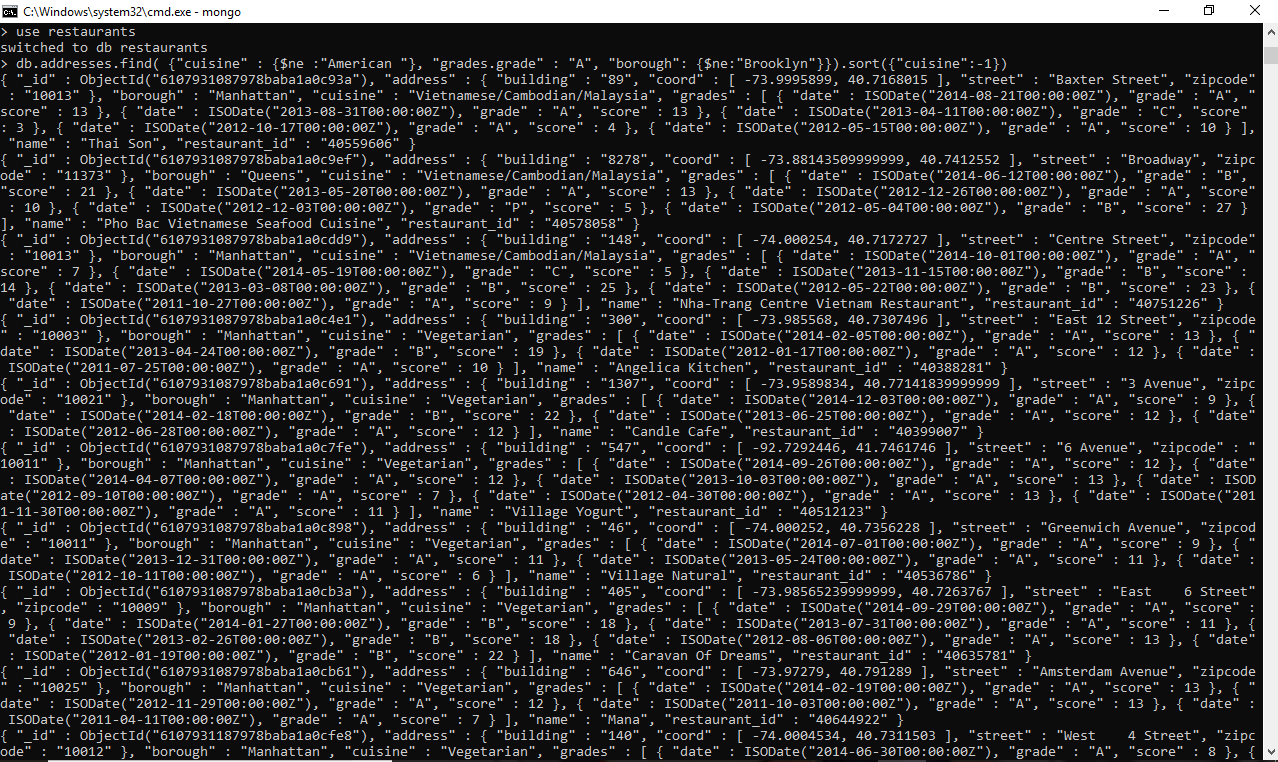 C:\Windows\system32\cmd.exe - mongo
> use restaurants
switched to db restaurants
> db.addresses.find( {"cuisine" : {$ne :"American "}, "grades.grade" : "A", "borough": {$ne:"Brooklyn"}}).sort({"cuisine":-1})
{ "_id" : ObjectId("6107931087978baba1a0c93a"), "address" : { "building" : "89", "coord" : [ -73.9995899, 40.7168015 ], "street" : "Baxter Street", "zipcode"
 : "10013" }, "borough" : "Manhattan", "cuisine" : "Vietnamese/Cambodian/Malaysia", "grades" : [ { "date" : ISODate("2014-08-21T00:00:00Z"), "grade" : "A", "
score" : 13 }, { "date" : ISODate("2013-08-31T00:00:00Z"), "grade" : "A", "score" : 13 }, { "date" : ISODate("2013-04-11T00:00:00Z"), "grade" : "C", "score"
 : 3 }, { "date" : ISODate("2012-10-17T00:00:00Z"), "grade" : "A", "score" : 4 }, { "date" : ISODate("2012-05-15T00:00:00Z"), "grade" : "A", "score" : 10 } ],
 "name" : "Thai Son", "restaurant_id" : "40559606" }
{ "_id" : ObjectId("6107931087978baba1a0c9ef"), "address" : { "building" : "8278", "coord" : [ -73.88143509999999, 40.7412552 ], "street" : "Broadway", "zipc
ode" : "11373" }, "borough" : "Queens", "cuisine" : "Vietnamese/Cambodian/Malaysia", "grades" : [ { "date" : ISODate("2014-06-12T00:00:00Z"), "grade" : "B",
"score" : 21 }, { "date" : ISODate("2013-05-20T00:00:00Z"), "grade" : "A", "score" : 13 }, { "date" : ISODate("2012-12-26T00:00:00Z"), "grade" : "A", "score"
 : 10 }, { "date" : ISODate("2012-12-03T00:00:00Z"), "grade" : "P", "score" : 5 }, { "date" : ISODate("2012-05-04T00:00:00Z"), "grade" : "B", "score" : 27 }
], "name" : "Pho Bac Vietnamese Seafood Cuisine", "restaurant_id" : "40578058" }
{ "_id" : ObjectId("6107931087978baba1a0cdd9"), "address" : { "building" : "148", "coord" : [ -74.000254, 40.7172727 ], "street" : "Centre Street", "zipcode"
 : "10013" }, "borough" : "Manhattan", "cuisine" : "Vietnamese/Cambodian/Malaysia", "grades" : [ { "date" : ISODate("2014-10-01T00:00:00Z"), "grade" : "A", "
score" : 7 }, { "date" : ISODate("2014-05-19T00:00:00Z"), "grade" : "C", "score" : 5 }, { "date" : ISODate("2013-11-15T00:00:00Z"), "grade" : "B", "score" :
14 }, { "date" : ISODate("2013-03-08T00:00:00Z"), "grade" : "B", "score" : 25 }, { "date" : ISODate("2012-05-22T00:00:00Z"), "grade" : "B", "score" : 23 }, {
 "date" : ISODate("2011-10-27T00:00:00Z"), "grade" : "A", "score" : 9 } ], "name" : "Nha-Trang Centre Vietnam Restaurant", "restaurant_id" : "40751226" }
{ "_id" : ObjectId("6107931087978baba1a0c4e1"), "address" : { "building" : "300", "coord" : [ -73.985568, 40.7307496 ], "street" : "East 12 Street", "zipcode
" : "10003" }, "borough" : "Manhattan", "cuisine" : "Vegetarian", "grades" : [ { "date" : ISODate("2014-02-05T00:00:00Z"), "grade" : "A", "score" : 13 }, { "
date" : ISODate("2013-04-24T00:00:00Z"), "grade" : "B", "score" : 19 }, { "date" : ISODate("2012-01-17T00:00:00Z"), "grade" : "A", "score" : 12 }, { "date" :
 ISODate("2011-07-25T00:00:00Z"), "grade" : "A", "score" : 10 } ], "name" : "Angelica Kitchen", "restaurant_id" : "40388281" }
{ "_id" : ObjectId("6107931087978baba1a0c691"), "address" : { "building" : "1307", "coord" : [ -73.9589834, 40.77141839999999 ], "street" : "3 Avenue", "zipc
ode" : "10021" }, "borough" : "Manhattan", "cuisine" : "Vegetarian", "grades" : [ { "date" : ISODate("2014-12-03T00:00:00Z"), "grade" : "A", "score" : 9 }, {
 "date" : ISODate("2014-02-18T00:00:00Z"), "grade" : "B", "score" : 22 }, { "date" : ISODate("2013-06-25T00:00:00Z"), "grade" : "A", "score" : 12 }, { "date"
 : ISODate("2012-06-28T00:00:00Z"), "grade" : "A", "score" : 12 } ], "name" : "Candle Cafe", "restaurant_id" : "40399007" }
{ "_id" : ObjectId("6107931087978baba1a0c7fe"), "address" : { "building" : "547", "coord" : [ -92.7292446, 41.7461746 ], "street" : "6 Avenue", "zipcode" : "
10011" }, "borough" : "Manhattan", "cuisine" : "Vegetarian", "grades" : [ { "date" : ISODate("2014-09-26T00:00:00Z"), "grade" : "A", "score" : 12 }, { "date"
 : ISODate("2014-04-07T00:00:00Z"), "grade" : "A", "score" : 12 }, { "date" : ISODate("2013-10-03T00:00:00Z"), "grade" : "A", "score" : 13 }, { "date" : ISOD
ate("2012-09-10T00:00:00Z"), "grade" : "A", "score" : 7 }, { "date" : ISODate("2012-04-30T00:00:00Z"), "grade" : "A", "score" : 13 }, { "date" : ISODate("201
1-11-30T00:00:00Z"), "grade" : "A", "score" : 11 } ], "name" : "Village Yogurt", "restaurant_id" : "40512123" }
{ "_id" : ObjectId("6107931087978baba1a0c898"), "address" : { "building" : "46", "coord" : [ -74.000252, 40.7356228 ], "street" : "Greenwich Avenue", "zipcod
e" : "10011" }, "borough" : "Manhattan", "cuisine" : "Vegetarian", "grades" : [ { "date" : ISODate("2014-07-01T00:00:00Z"), "grade" : "A", "score" : 9 }, { "
date" : ISODate("2013-12-31T00:00:00Z"), "grade" : "A", "score" : 11 }, { "date" : ISODate("2013-05-24T00:00:00Z"), "grade" : "A", "score" : 11 }, { "date" :
 ISODate("2012-10-11T00:00:00Z"), "grade" : "A", "score" : 6 } ], "name" : "Village Natural", "restaurant_id" : "40536786" }
{ "_id" : ObjectId("6107931087978baba1a0cb3a"), "address" : { "building" : "405", "coord" : [ -73.98565239999999, 40.7263767 ], "street" : "East    6 Street"
, "zipcode" : "10009" }, "borough" : "Manhattan", "cuisine" : "Vegetarian", "grades" : [ { "date" : ISODate("2014-09-29T00:00:00Z"), "grade" : "A", "score" :
 9 }, { "date" : ISODate("2014-01-27T00:00:00Z"), "grade" : "B", "score" : 18 }, { "date" : ISODate("2013-07-31T00:00:00Z"), "grade" : "A", "score" : 11 }, {
 "date" : ISODate("2013-02-26T00:00:00Z"), "grade" : "B", "score" : 18 }, { "date" : ISODate("2012-08-06T00:00:00Z"), "grade" : "A", "score" : 13 }, { "date"
 : ISODate("2012-01-19T00:00:00Z"), "grade" : "B", "score" : 22 } ], "name" : "Caravan Of Dreams", "restaurant_id" : "40635781" }
{ "_id" : ObjectId("6107931087978baba1a0cb61"), "address" : { "building" : "646", "coord" : [ -73.97279, 40.791289 ], "street" : "Amsterdam Avenue", "zipcode
" : "10025" }, "borough" : "Manhattan", "cuisine" : "Vegetarian", "grades" : [ { "date" : ISODate("2014-02-19T00:00:00Z"), "grade" : "A", "score" : 13 }, { "
date" : ISODate("2012-11-29T00:00:00Z"), "grade" : "A", "score" : 12 }, { "date" : ISODate("2011-10-03T00:00:00Z"), "grade" : "A", "score" : 13 }, { "date" :
 ISODate("2011-04-11T00:00:00Z"), "grade" : "A", "score" : 7 } ], "name" : "Mana", "restaurant_id" : "40644922" }
{ "_id" : ObjectId("6107931187978baba1a0cfe8"), "address" : { "building" : "140", "coord" : [ -74.0004534, 40.7311503 ], "street" : "West    4 Street", "zipc
ode" : "10012" }, "borough" : "Manhattan", "cuisine" : "Vegetarian", "grades" : [ { "date" : ISODate("2014-06-30T00:00:00Z"), "grade" : "A", "score" : 8 }, {